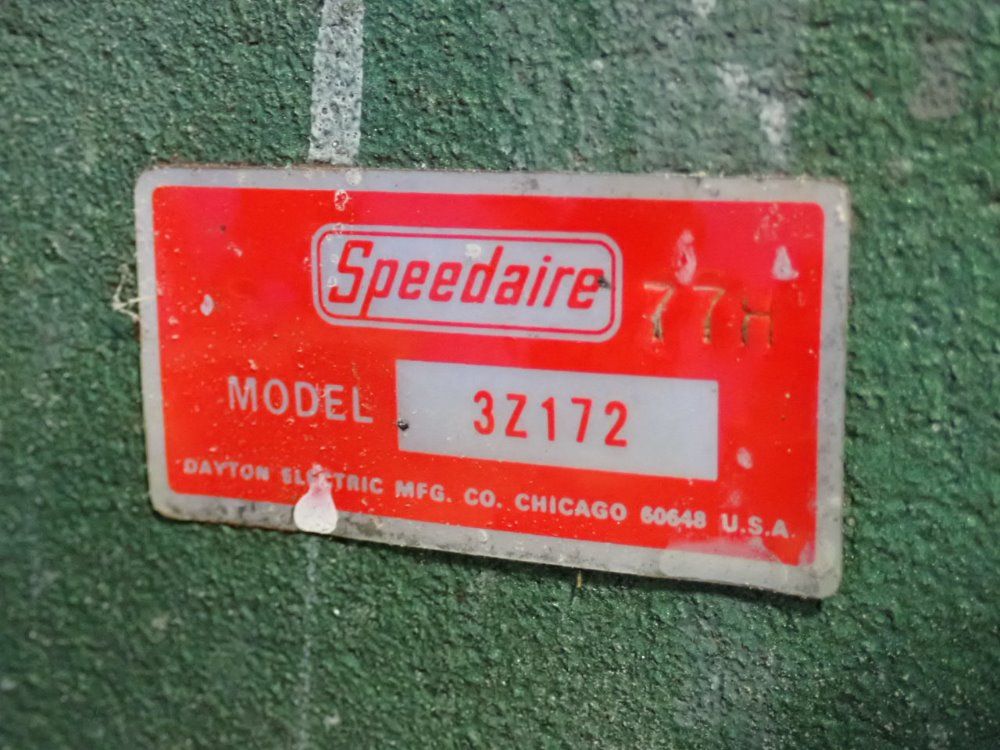 Speedaire 77H
MODEL 3Z172
DAYTON ELECTRIC MFG. CO. CHICAGO 60648 U.S.A.